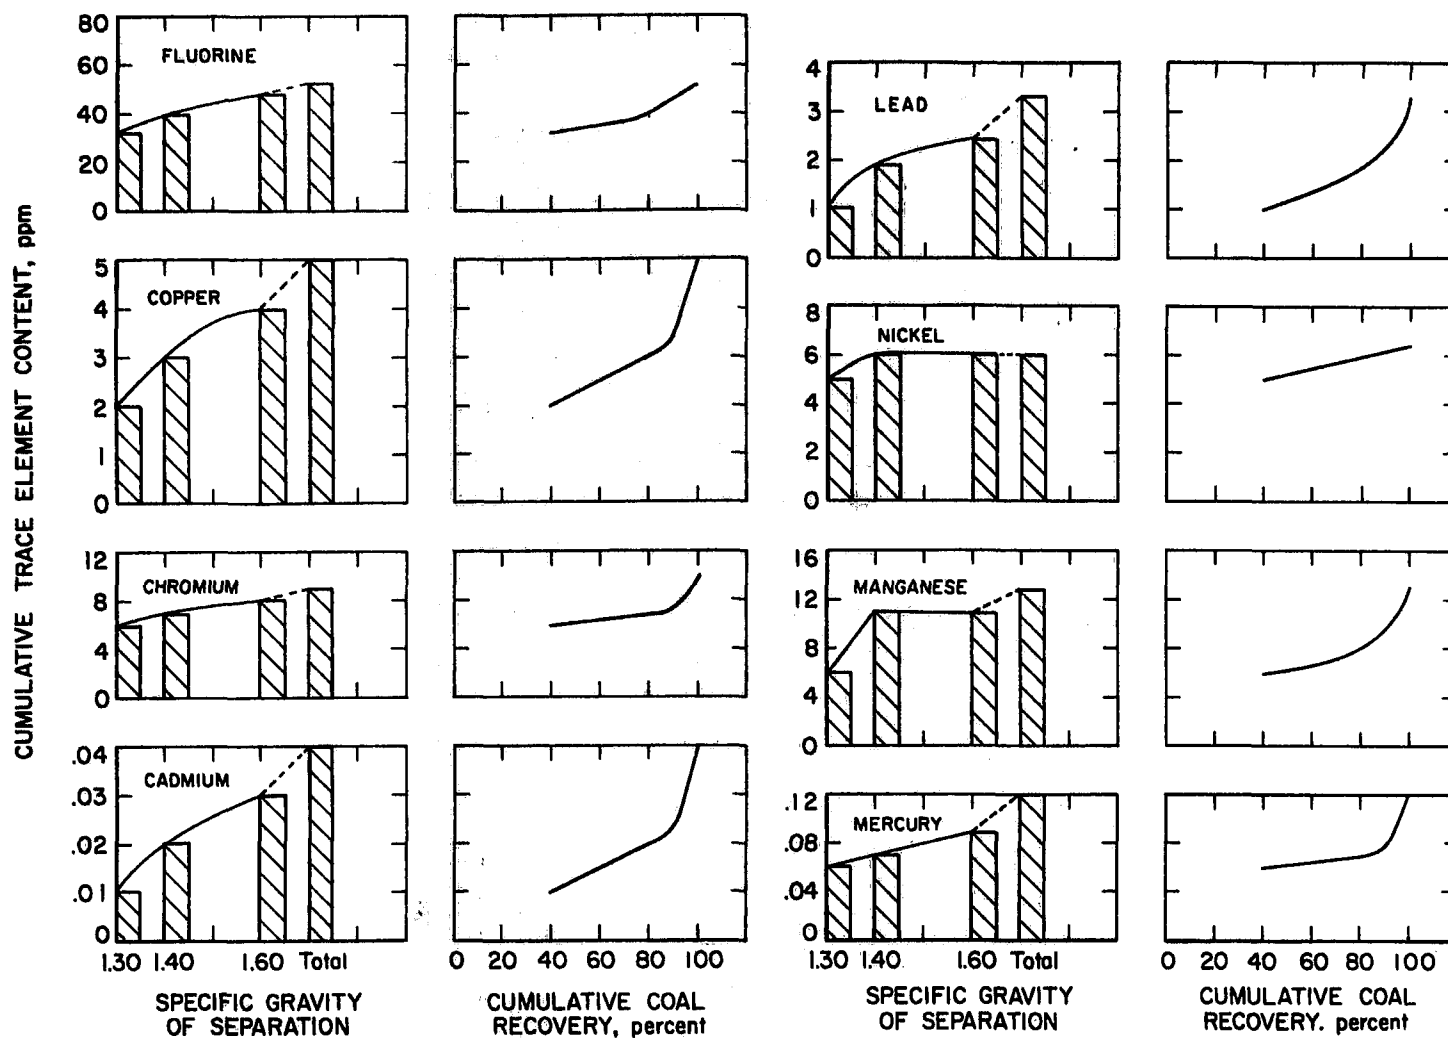 CUMULATIVE TRACE ELEMENT CONTENT, ppm
80
60
40
20
0
FLUORINE
5
4
3
2
1
0
COPPER
12
8
4
0
CHROMIUM
.04
.03
.02
.01
0
CADMIUM
1.30 1.40 1.60 Total
SPECIFIC GRAVITY
OF SEPARATION
0 20 40 60 80 100
CUMULATIVE COAL
RECOVERY, percent
4
3
2
1
0
LEAD
8
6
4
2
0
NICKEL
16
12
8
4
0
MANGANESE
.12
.08
.04
0
MERCURY
1.30 1.40 1.60 Total
SPECIFIC GRAVITY
OF SEPARATION
0 20 40 60 80 100
CUMULATIVE COAL
RECOVERY. percent